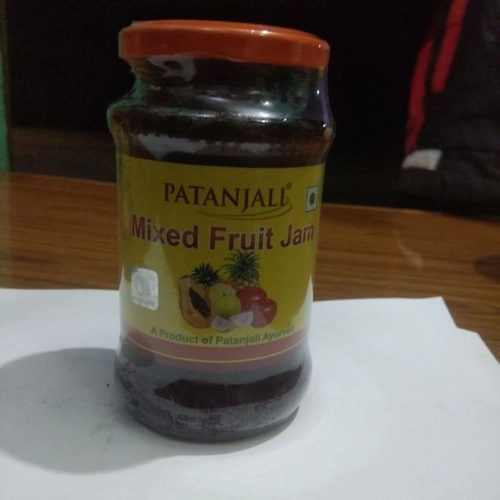 PATANJALI®
Mixed Fruit Jam
A Product of Patanjali Ayurved